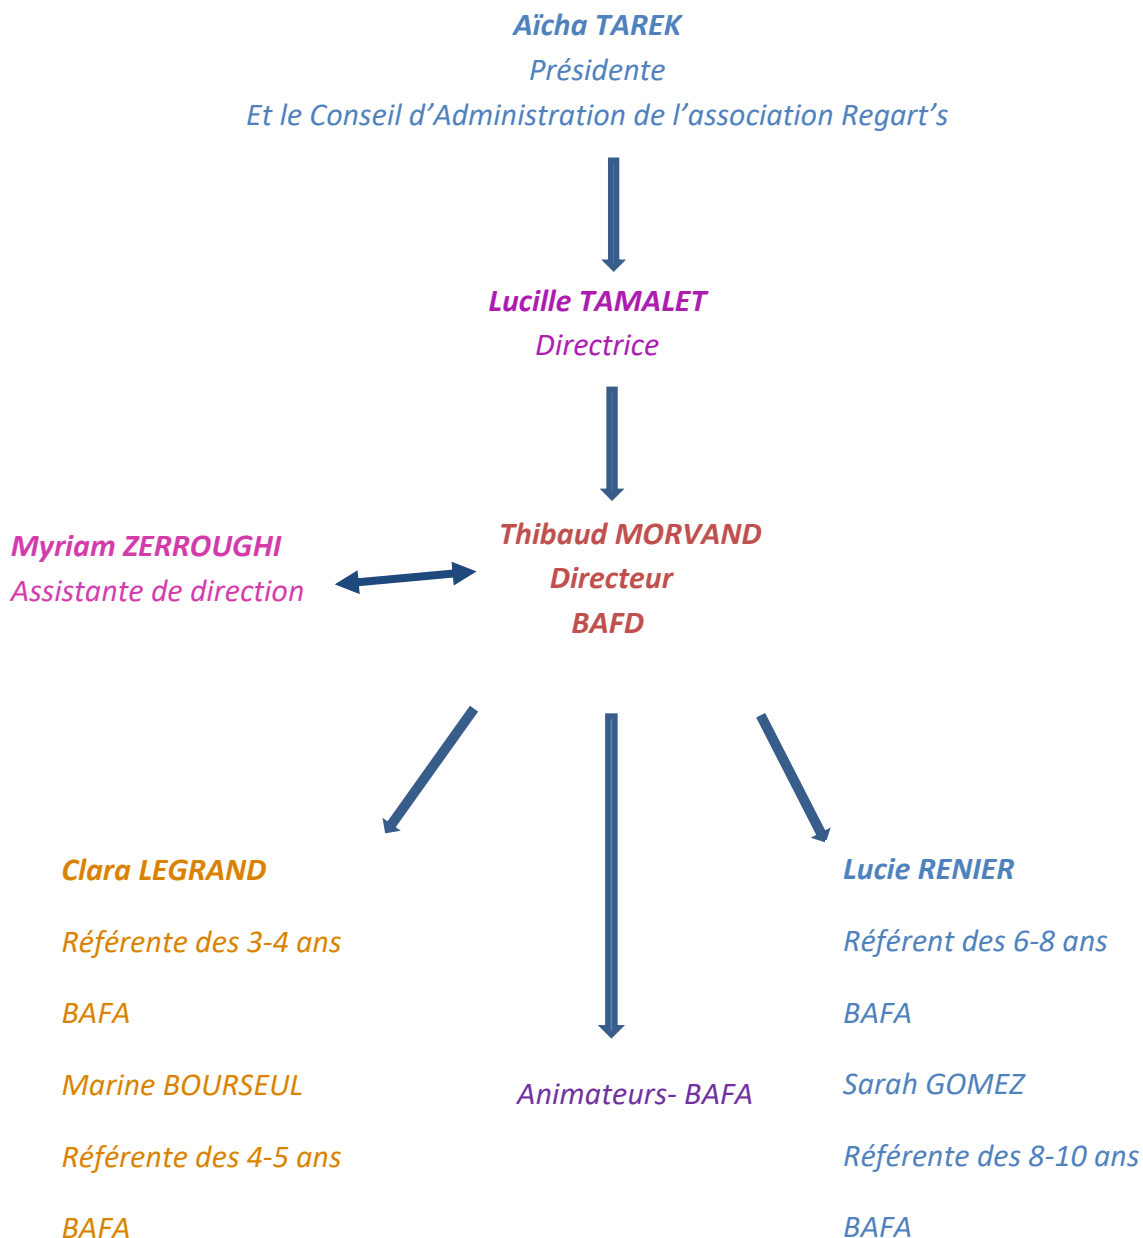 Aïcha TAREK
Présidente
Et le Conseil d’Administration de l’association Regart’s
Lucille TAMALET
Directrice
Myriam ZERROUGHI
Assistante de direction
Thibaud MORVAND
Directeur
BAFD
Clara LEGRAND
Référente des 3-4 ans
BAFA
Marine BOURSEUL
Référente des 4-5 ans
BAFA
Animateurs- BAFA
Lucie RENIER
Référent des 6-8 ans
BAFA
Sarah GOMEZ
Référente des 8-10 ans
BAFA